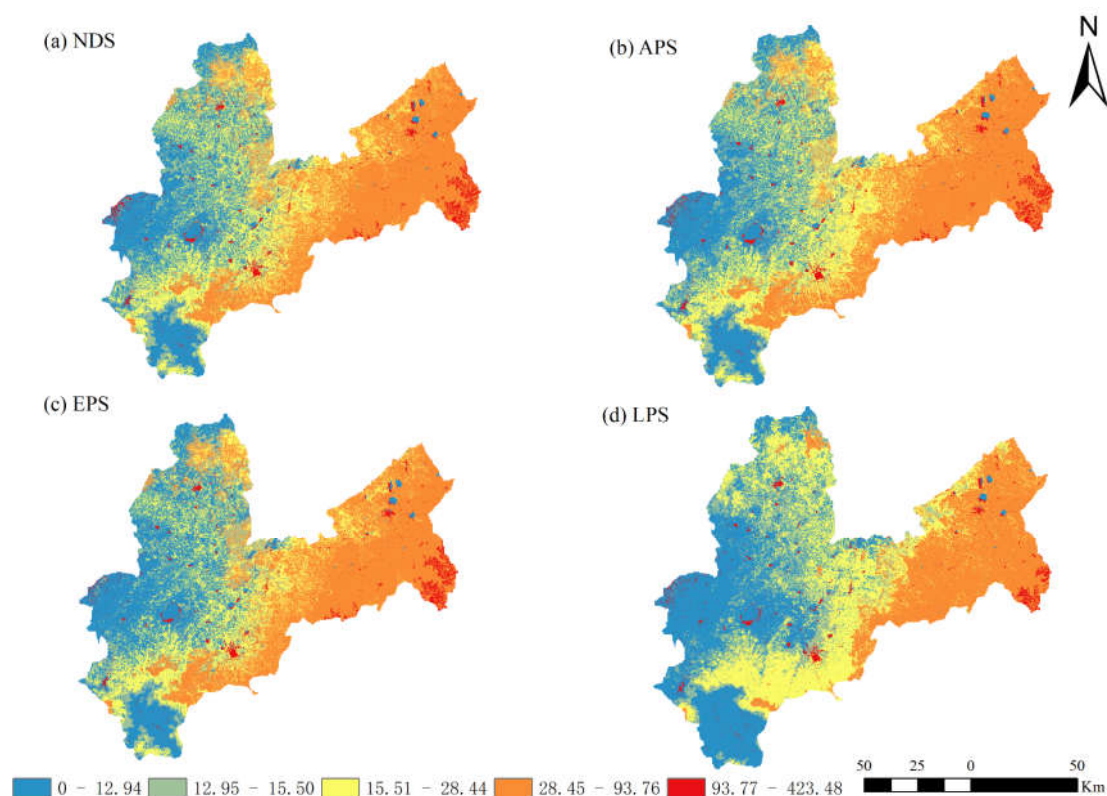 (a) NDS
(b) APS
N
(c) EPS
(d) LPS
0 - 12.94 12.95 - 15.50 15.51 - 28.44 28.45 - 93.76 93.77 - 423.48
50 25 0 50
Km